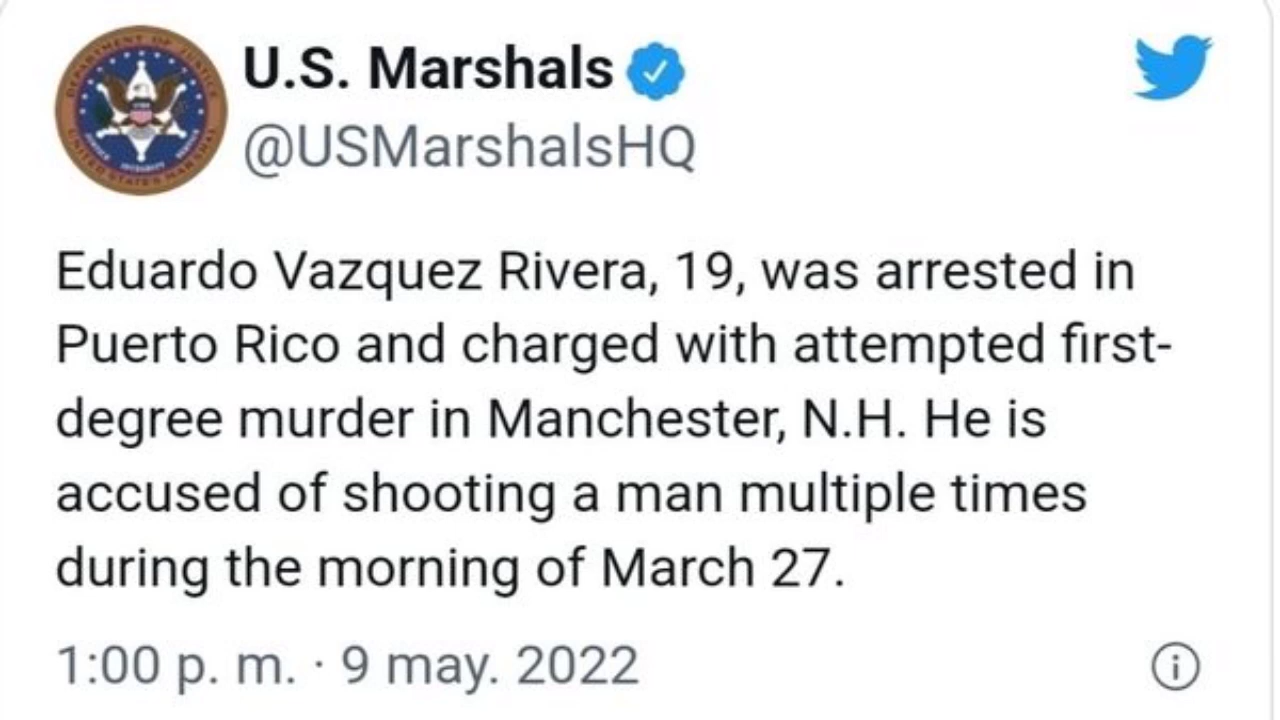 U.S. Marshals
@USMarshalsHQ
Eduardo Vazquez Rivera, 19, was arrested in
Puerto Rico and charged with attempted first-
degree murder in Manchester, N.H. He is
accused of shooting a man multiple times
during the morning of March 27.
1:00 p. m. · 9 may. 2022